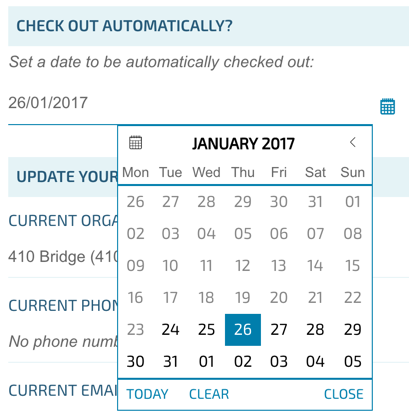 CHECK OUT AUTOMATICALLY?
Set a date to be automatically checked out:
26/01/2017
JANUARY 2017
Mon Tue Wed Thu Fri Sat Sun
26 27 28 29 30 31 01
02 03 04 05 06 07 08
09 10 11 12 13 14 15
16 17 18 19 20 21 22
23 24 25 26 27 28 29
30 31 01 02 03 04 05
TODAY CLEAR CLOSE
UPDATE YOUR
CURRENT ORGA
410 Bridge (410
CURRENT PHON
No phone numb
CURRENT EMAI